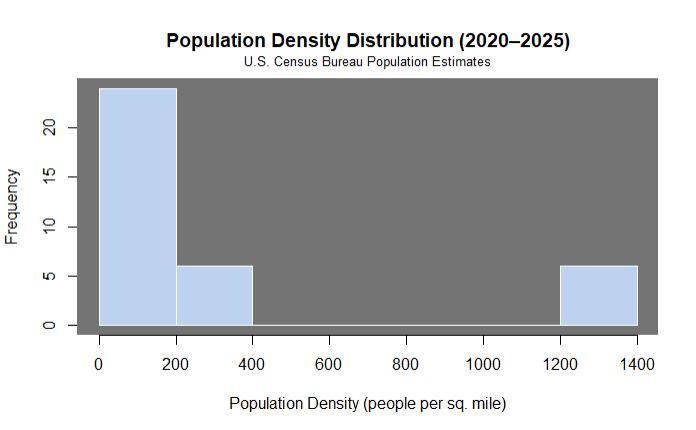 Population Density Distribution (2020–2025)
U.S. Census Bureau Population Estimates
Frequency
20
15
10
5
0
0 200 400 600 800 1000 1200 1400
Population Density (people per sq. mile)